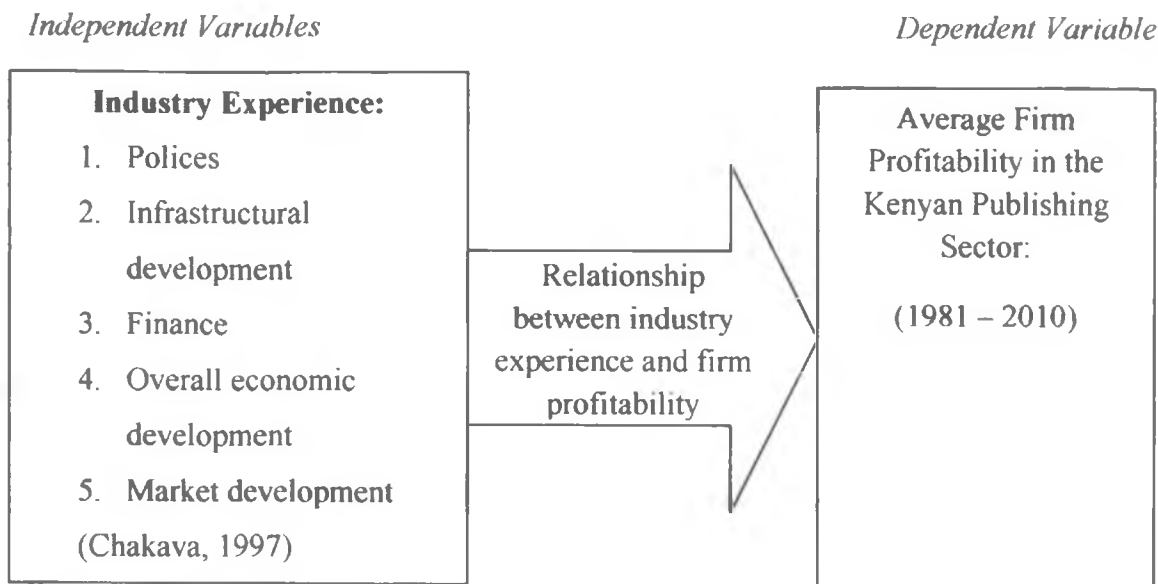 Independent Variables
Dependent Variable
Industry Experience:
1. Polices
2. Infrastructural
development
3. Finance
4. Overall economic
development
5. Market development
(Chakava, 1997)
Relationship
between industry
experience and firm
profitability
Average Firm
Profitability in the
Kenyan Publishing
Sector:
(1981 – 2010)